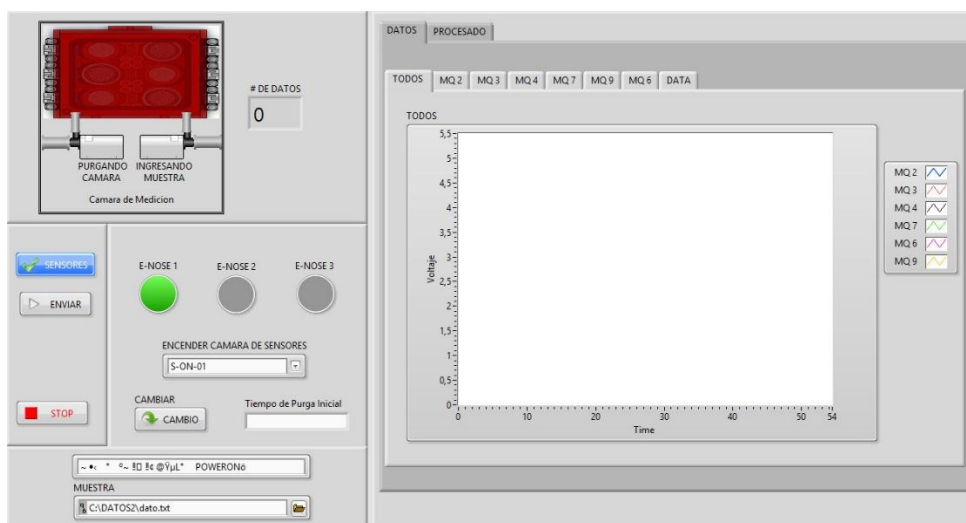 # DE DATOS
0
PURGANDO CAMARA
INGRESANDO MUESTRA
Camara de Medicion
SENSORES
ENVIAR
STOP
E-NOSE 1
E-NOSE 2
E-NOSE 3
ENCENDER CAMARA DE SENSORES
S-ON-01
CAMBIAR
CAMBIO
Tiempo de Purga Inicial
POWERONó
MUESTRA
C:\DATOS2\dato.txt
DATOS
PROCESADO
TODOS
MQ 2
MQ 3
MQ 4
MQ 7
MQ 9
MQ 6
DATA
TODOS
Voltaje
5,5
5
4,5
4
3,5
3
2,5
2
1,5
1
0,5
0
0
10
20
30
40
50
54
Time
MQ 2
MQ 3
MQ 4
MQ 7
MQ 6
MQ 9